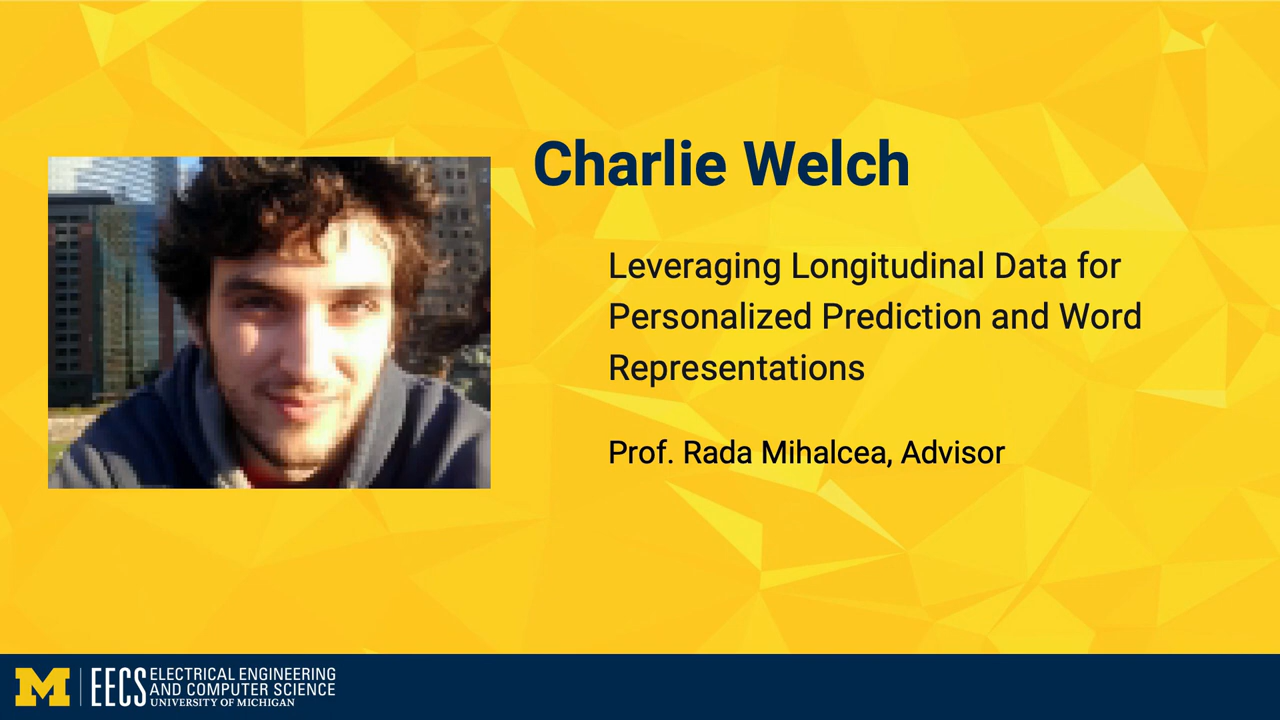 Charlie Welch
Leveraging Longitudinal Data for
Personalized Prediction and Word
Representations
Prof. Rada Mihalcea, Advisor
M EECS ELECTRICAL ENGINEERING
AND COMPUTER SCIENCE
UNIVERSITY OF MICHIGAN